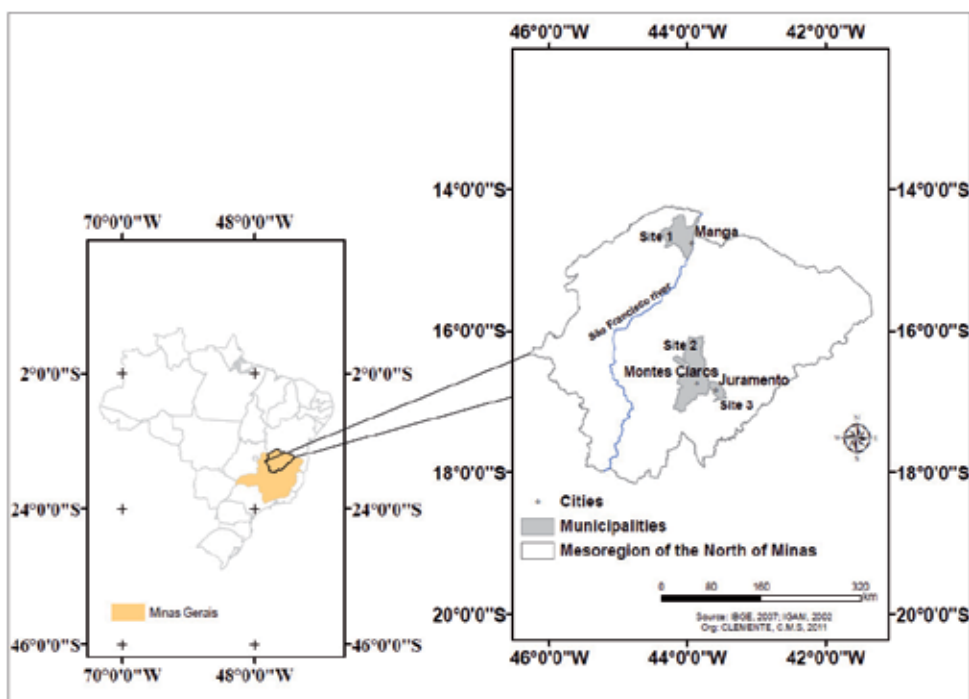 70°0'0"W 48°0'0"W
2°0'0"S 2°0'0"S
24°0'0"S 24°0'0"S
46°0'0"S 46°0'0"S
70°0'0"W 48°0'0"W
Minas Gerais
46°0'0"W 44°0'0"W 42°0'0"W
14°0'0"S 14°0'0"S
Site 1 Manga
São Francisco river
16°0'0"S 16°0'0"S
Site 2
Montes Claros
Juramento
Site 3
18°0'0"S 18°0'0"S
Cities
Municipalities
Mesoregion of the North of Minas
0 80 160 320
km
Source: IBGE, 2007; IGAM, 2002
Org: CLEMENTE, C.M.S, 2011
20°0'0"S 20°0'0"S
46°0'0"W 44°0'0"W 42°0'0"W